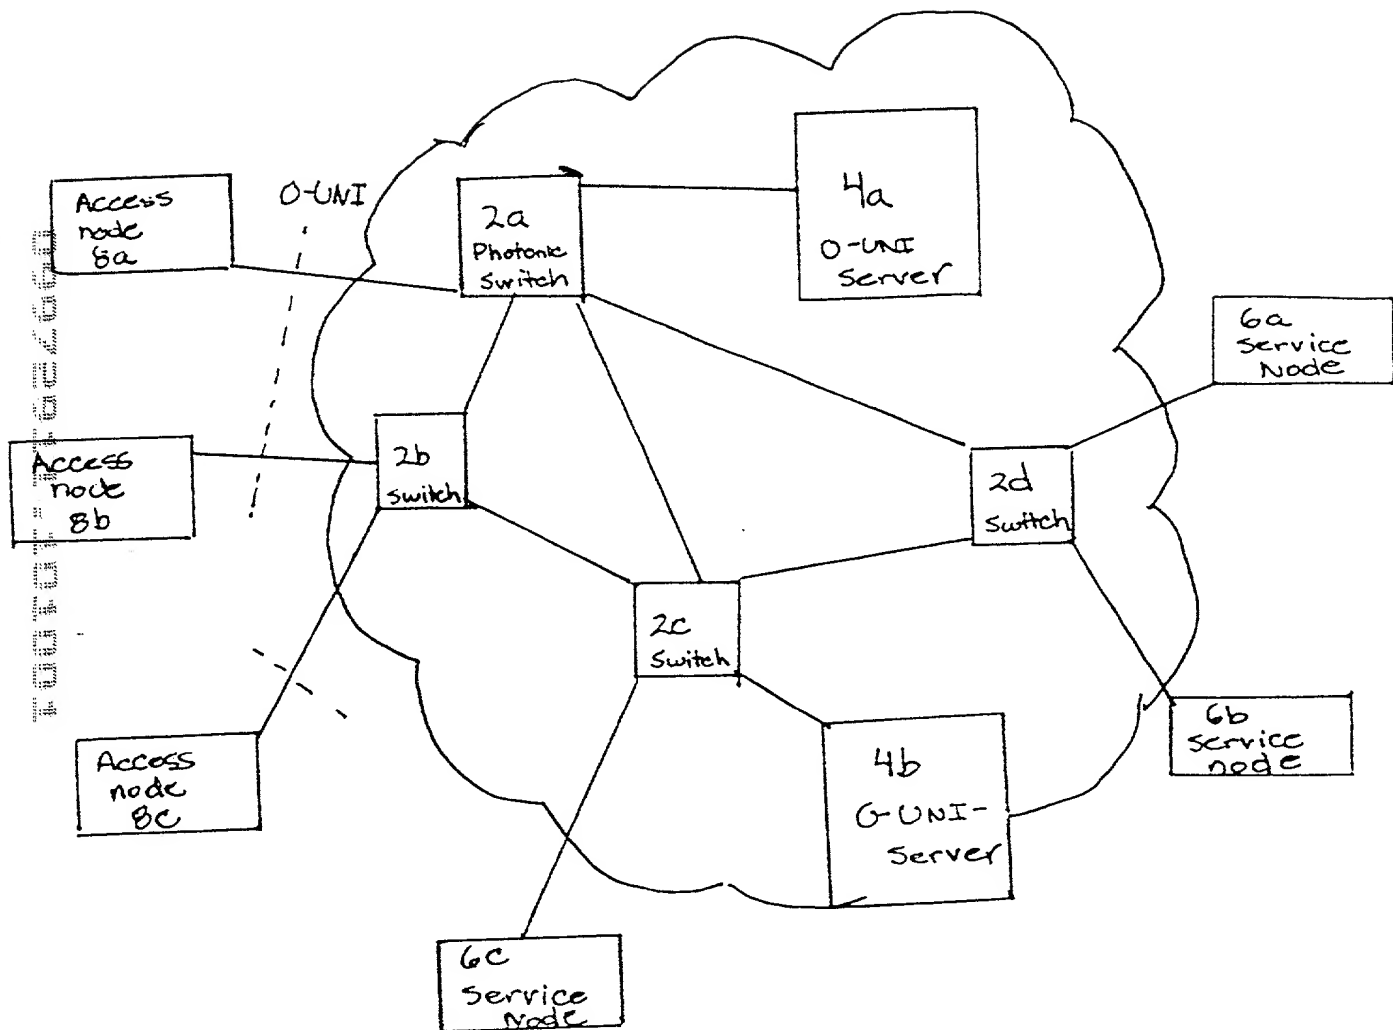 Access
node
8a
O-UNI
2a
Photonic
Switch
4a
O-UNI
Server
6a
Service
Node
Access
node
8b
2b
Switch
2d
Switch
2c
Switch
Access
node
8c
4b
O-UNI-
Server
6b
Service
node
6c
Service
Node